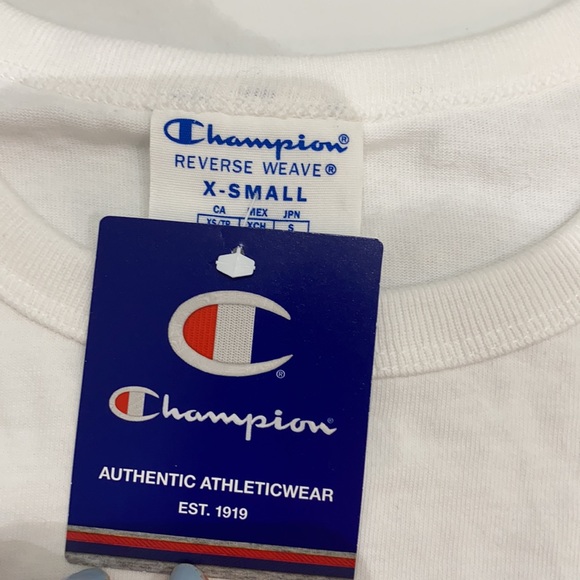 Champion®
REVERSE WEAVE®
X-SMALL
CA MEX JPN
XS/TP XCH S
®
Champion
AUTHENTIC ATHLETICWEAR
EST. 1919